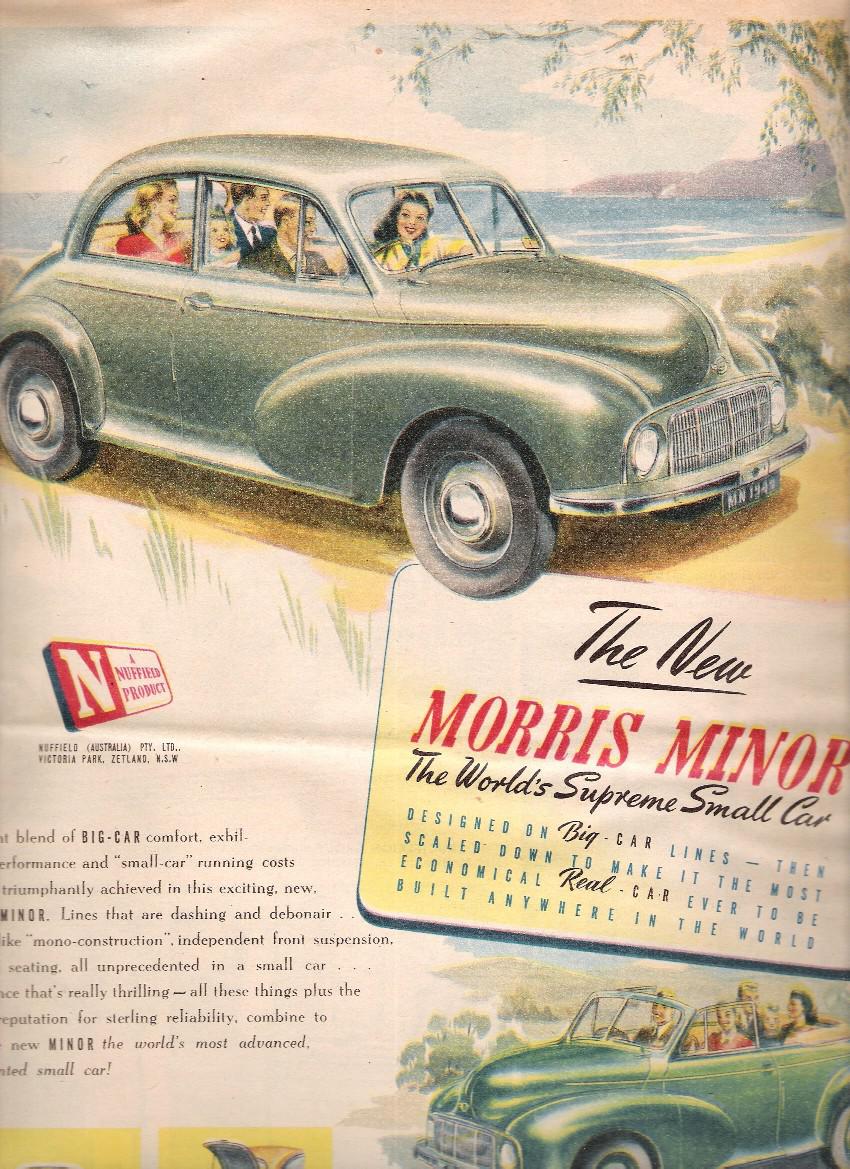 The New
MORRIS MINOR
The World's Supreme Small Car
DESIGNED ON Big-CAR LINES — THEN
SCALED DOWN TO MAKE IT THE MOST
ECONOMICAL Real-CAR EVER TO BE
BUILT ANYWHERE IN THE WORLD
N
A
NUFFIELD
PRODUCT
NUFFIELD (AUSTRALIA) PTY. LTD.,
VICTORIA PARK, ZETLAND, N.S.W
blend of BIG-CAR comfort, exhil-
erformance and "small-car" running costs
triumphantly achieved in this exciting, new,
MINOR. Lines that are dashing and debonair . .
like "mono-construction", independent front suspension,
seating, all unprecedented in a small car . . .
nce that's really thrilling — all these things plus the
reputation for sterling reliability, combine to
new MINOR the world's most advanced,
nted small car!